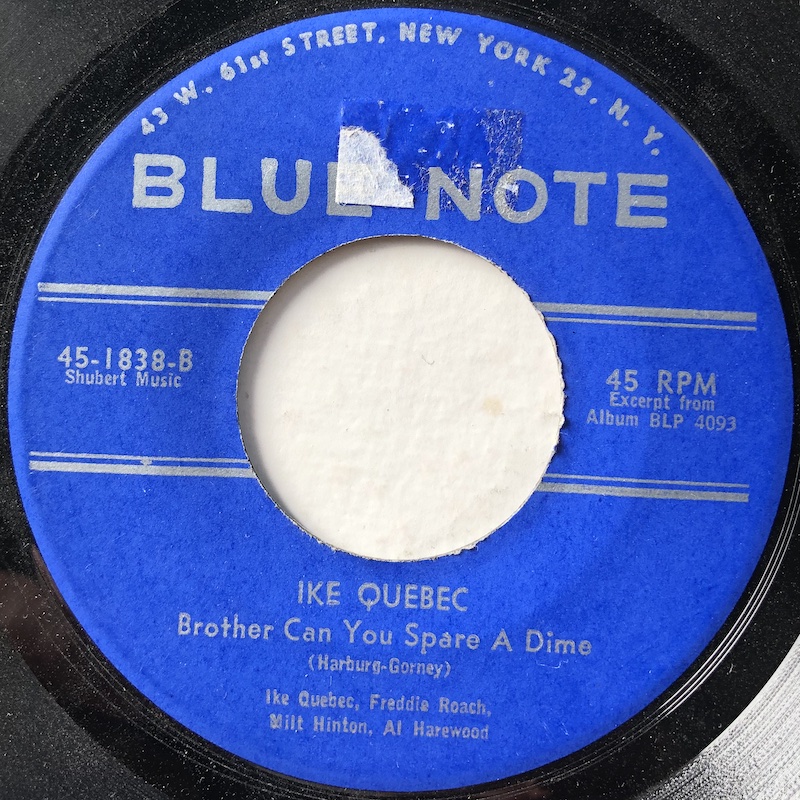 43 W. 61st STREET, NEW YORK 23, N. Y.
BLUE NOTE
45-1838-B
Shubert Music
45 RPM
Excerpt from
Album BLP 4093
IKE QUEBEC
Brother Can You Spare A Dime
(Harburg-Gorney)
Ike Quebec, Freddie Roach,
Milt Hinton, Al Harewood